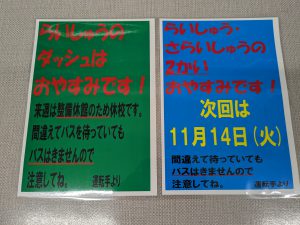 らいしゅうの
ダッシュは
おやすみです！
来週は整備休館のため休校です。
間違えてバスを待っていても
バスはきませんので
注意してね。 運転手より
らいしゅう・
さらいしゅうの
2かい
おやすみです！
次回は
11月14日（火）
間違えて待っていても
バスはきませんので
注意してね。 運転手より